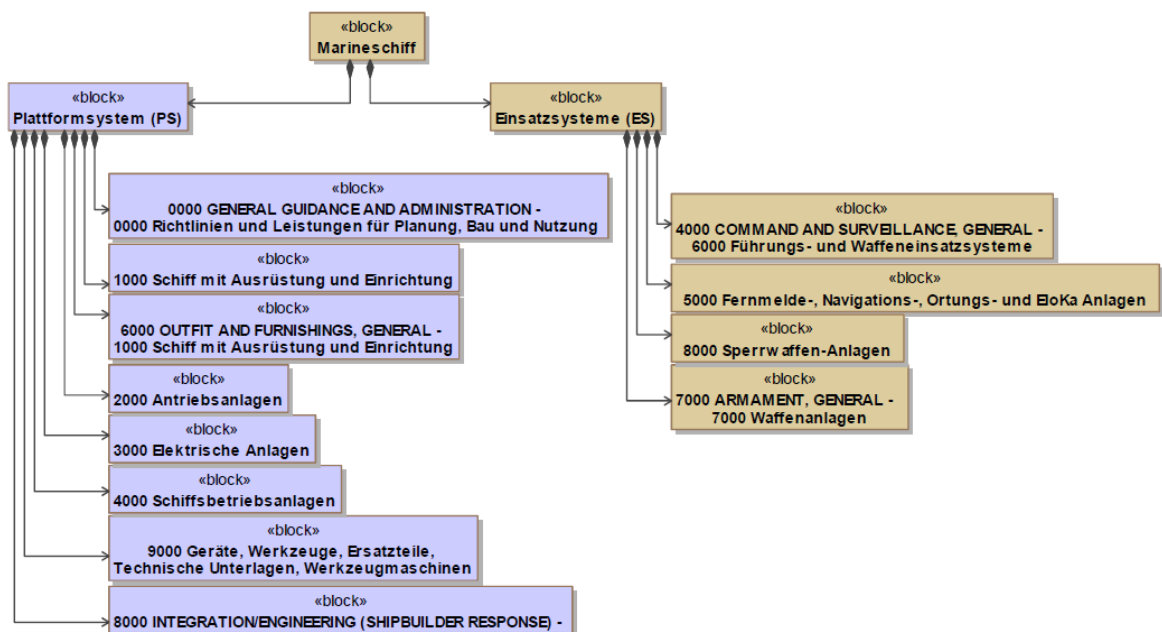 «block»
Marineschiff
«block»
Plattformsystem (PS)
«block»
Einsatzsysteme (ES)
«block»
0000 GENERAL GUIDANCE AND ADMINISTRATION -
0000 Richtlinien und Leistungen für Planung, Bau und Nutzung
«block»
1000 Schiff mit Ausrüstung und Einrichtung
«block»
6000 OUTFIT AND FURNISHINGS, GENERAL -
1000 Schiff mit Ausrüstung und Einrichtung
«block»
2000 Antriebsanlagen
«block»
3000 Elektrische Anlagen
«block»
4000 Schiffsbetriebsanlagen
«block»
9000 Geräte, Werkzeuge, Ersatzteile,
Technische Unterlagen, Werkzeugmaschinen
«block»
8000 INTEGRATION/ENGINEERING (SHIPBUILDER RESPONSE) -
«block»
4000 COMMAND AND SURVEILLANCE, GENERAL -
6000 Führungs- und Waffeneinsatzsysteme
«block»
5000 Fernmelde-, Navigations-, Ortungs- und EloKa Anlagen
«block»
8000 Sperrwaffen-Anlagen
«block»
7000 ARMAMENT, GENERAL -
7000 Waffenanlagen